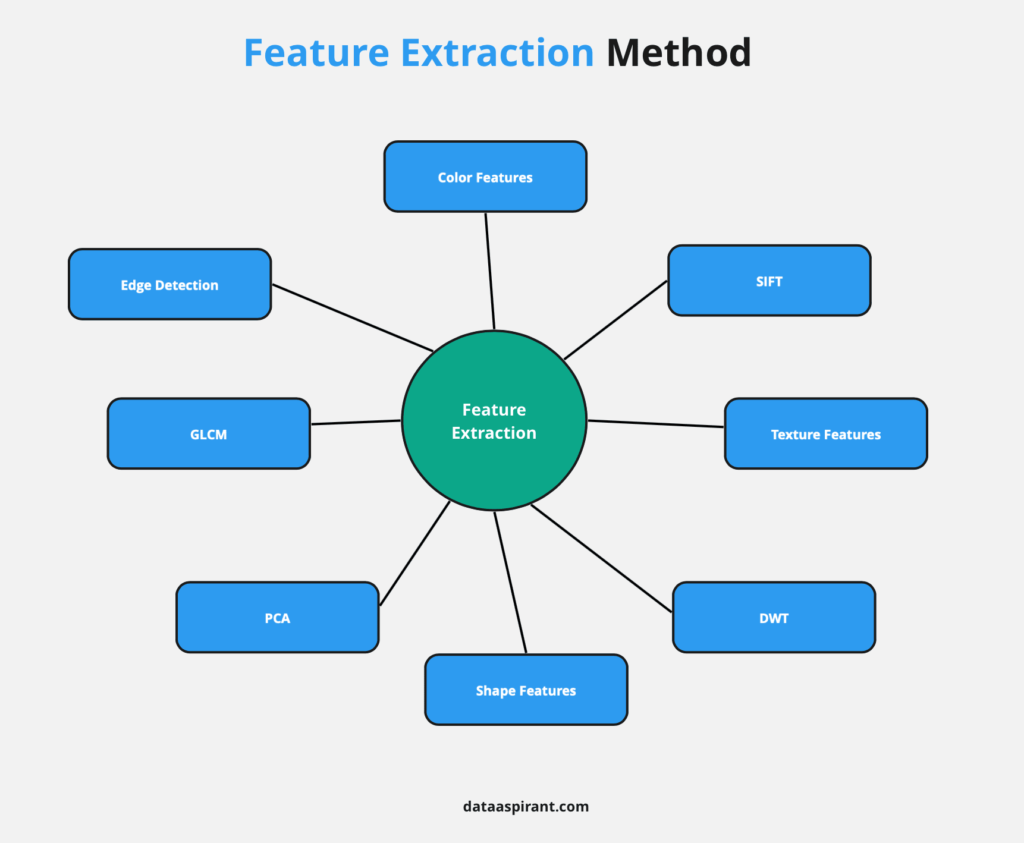 Feature Extraction Method
Color Features
Edge Detection
SIFT
Feature
Extraction
GLCM
Texture Features
PCA
DWT
Shape Features
dataaspirant.com